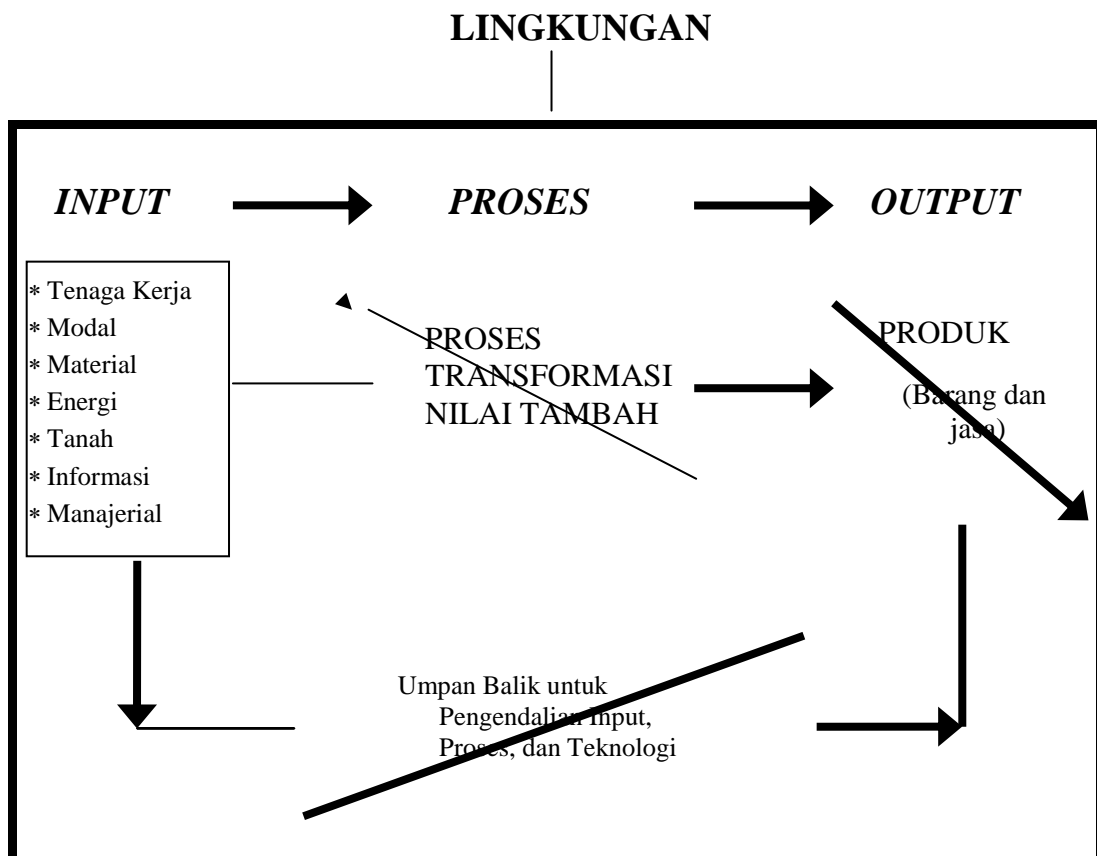 LINGKUNGAN
INPUT
PROSES
OUTPUT
* Tenaga Kerja
* Modal
* Material
* Energi
* Tanah
* Informasi
* Manajerial
PROSES
TRANSFORMASI
NILAI TAMBAH
PRODUK
(Barang dan
jasa)
Umpan Balik untuk
Pengendalian Input,
Proses, dan Teknologi